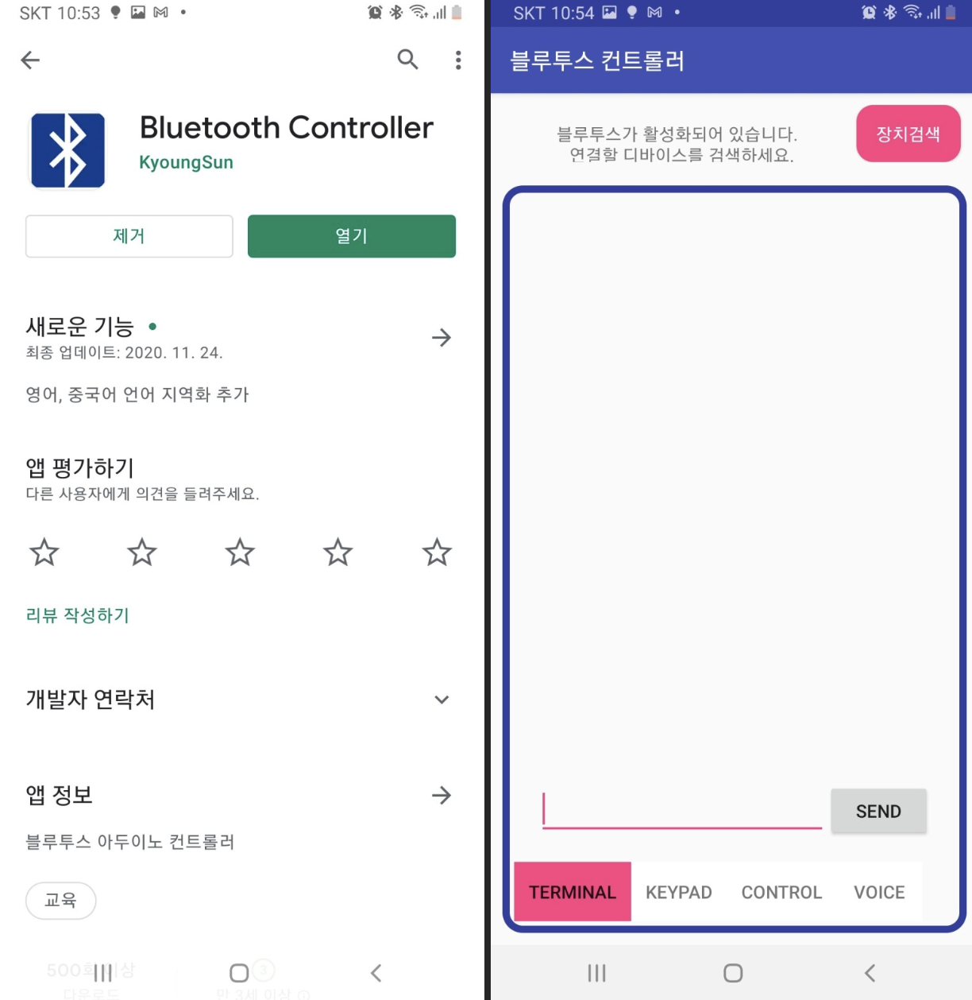 SKT 10:53
Bluetooth Controller
KyoungSun
제거
열기
새로운 기능
최종 업데이트: 2020. 11. 24.
영어, 중국어 언어 지역화 추가
앱 평가하기
다른 사용자에게 의견을 들려주세요.
리뷰 작성하기
개발자 연락처
앱 정보
블루투스 아두이노 컨트롤러
교육
500회 이상
다운로드
3
만 3세 이상
SKT 10:54
블루투스 컨트롤러
블루투스가 활성화되어 있습니다.
연결할 디바이스를 검색하세요.
장치검색
SEND
TERMINAL KEYPAD CONTROL VOICE